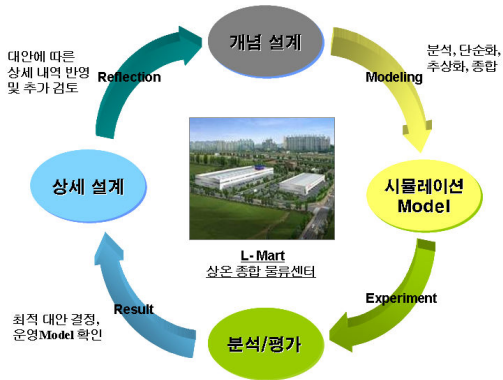 개념 설계
대안에 따른
상세 내역 반영
및 추가 검토
Reflection
Modeling
분석, 단순화,
추상화, 종합
상세 설계
시뮬레이션
Model
L- Mart
상온 종합 물류센터
Result
Experiment
최적 대안 결정,
운영Model 확인
분석/평가